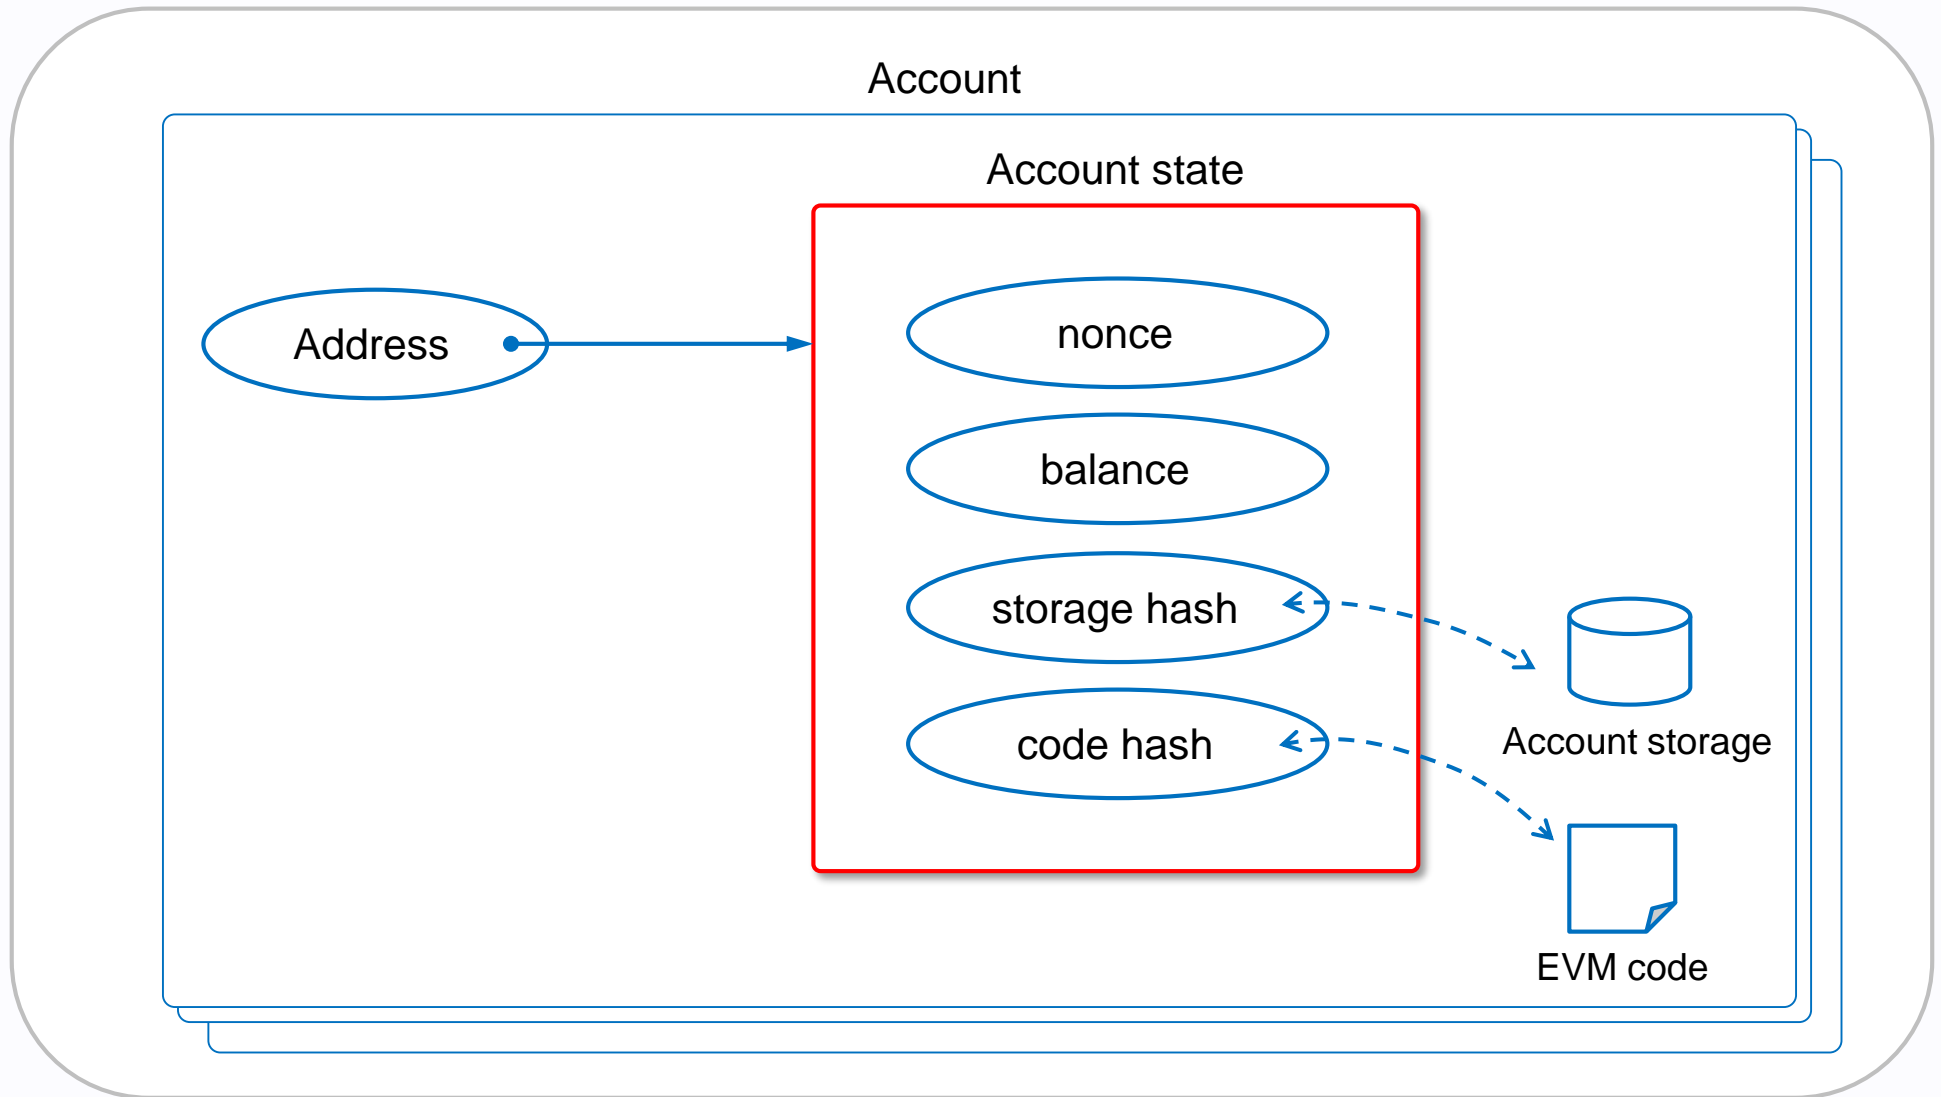 Account
Account state
Address
nonce
balance
storage hash
code hash
Account storage
EVM code